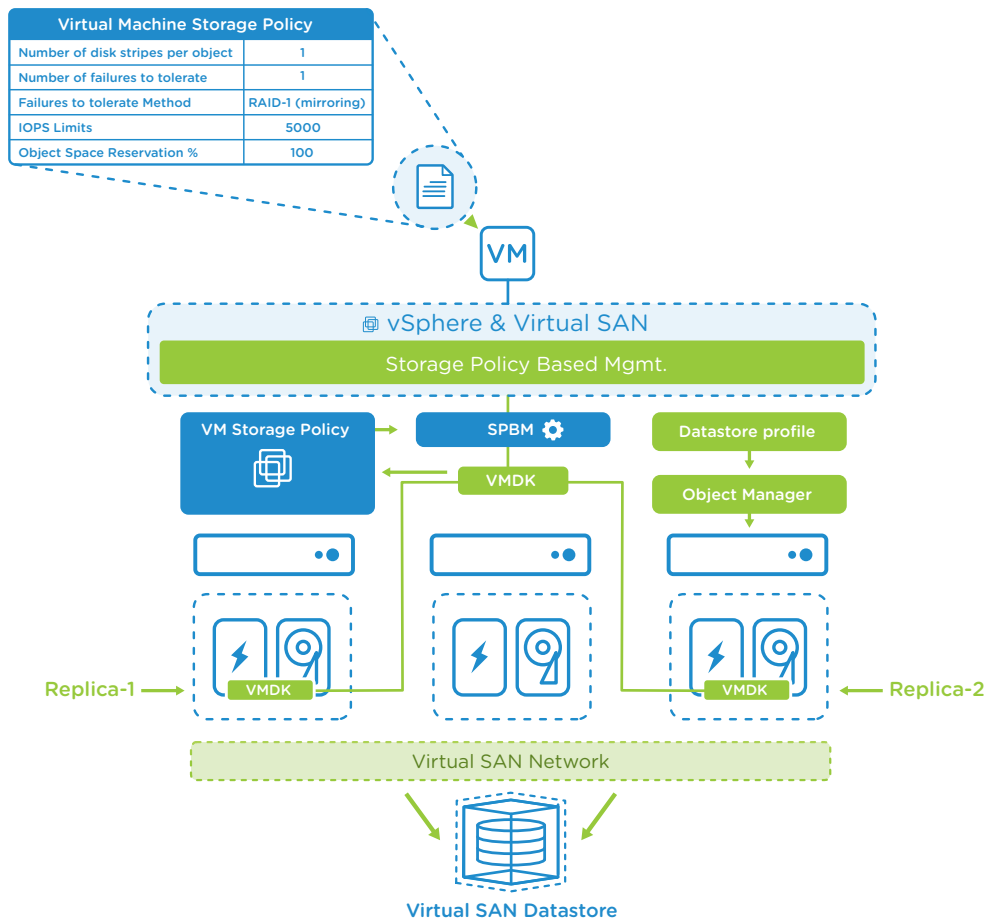 Virtual Machine Storage Policy
Number of disk stripes per object 1
Number of failures to tolerate 1
Failures to tolerate Method RAID-1 (mirroring)
IOPS Limits 5000
Object Space Reservation % 100
VM
vSphere & Virtual SAN
Storage Policy Based Mgmt.
VM Storage Policy
SPBM
Datastore profile
VMDK
Object Manager
Replica-1
VMDK
VMDK
Replica-2
Virtual SAN Network
Virtual SAN Datastore